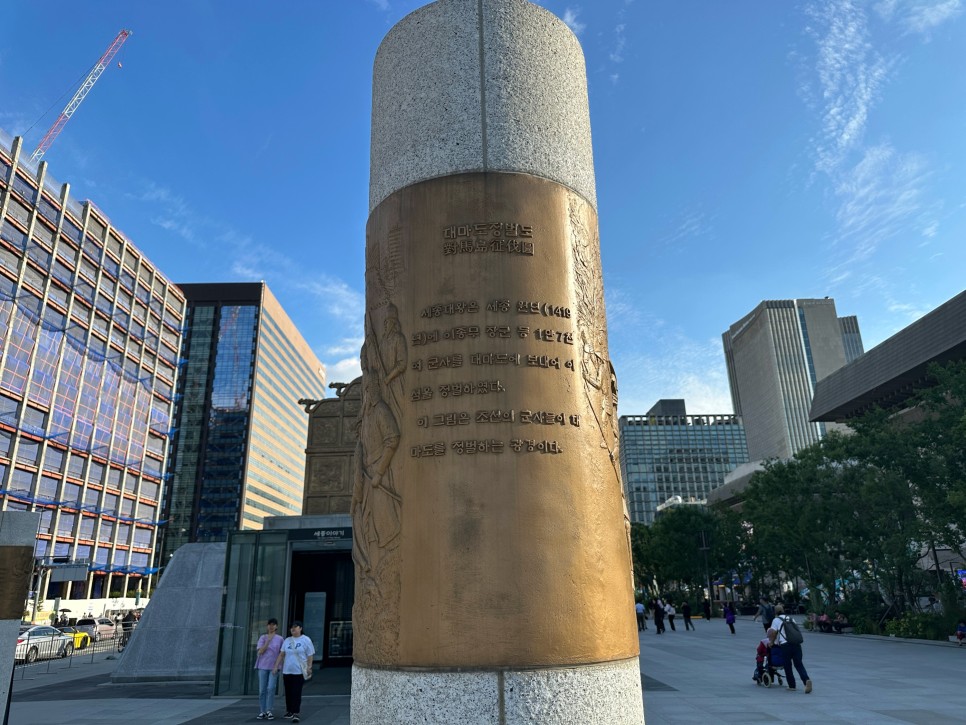 대마도정벌도
對馬島征伐圖
세종대왕은 세종 원년(1419
년)에 이종무 장군 등 1만 7천
여 군사를 대마도에 보내어 이
섬을 정벌하였다.
이 그림은 조선의 군사들이 대
마도를 정벌하는 광경이다.
세종이야기